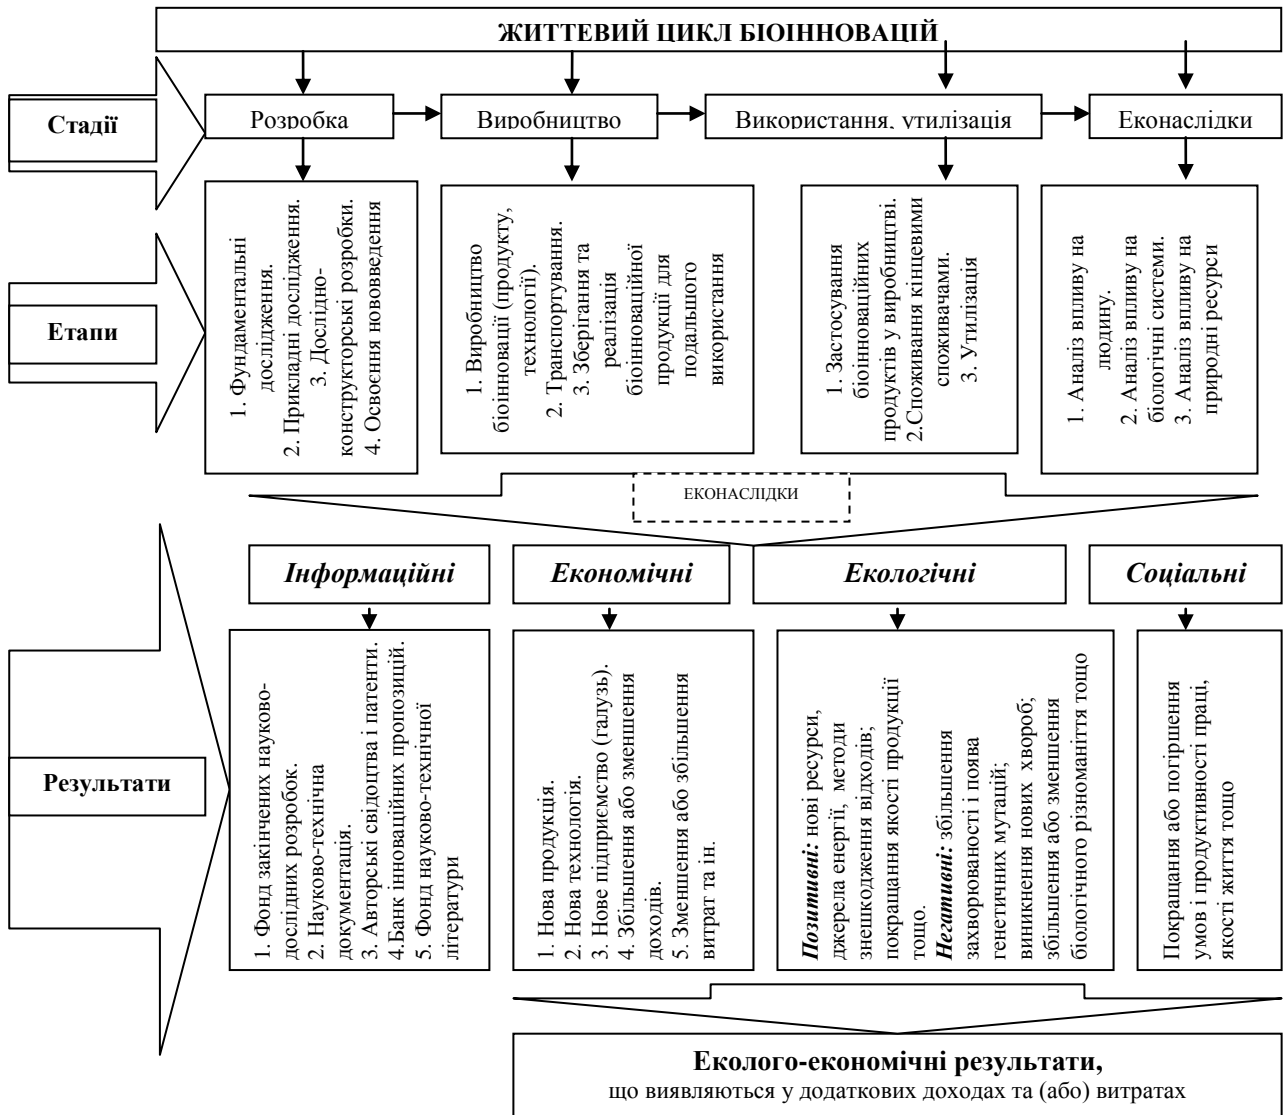 ЖИТТЕВИЙ ЦИКЛ БІОІННОВАЦІЙ
Стадії
Розробка
Виробництво
Використання, утилізація
Еконаслідки
Етапи
1. Фундаментальні
дослідження.
2. Прикладні дослідження.
3. Дослідно-
конструкторські розробки.
4. Освоєння нововведення
1. Виробництво
біоінновації (продукту,
технології).
2. Транспортування.
3. Зберігання та
реалізація
біоінноваційної
продукції для
подальшого
використання
1. Застосування
біоінноваційних
продуктів у виробництві.
2.Споживання кінцевими
споживачами.
3. Утилізація
1. Аналіз впливу на
людину.
2. Аналіз впливу на
біологічні системи.
3. Аналіз впливу на
природні ресурси
ЕКОНАСЛІДКИ
Результати
Інформаційні
Економічні
Екологічні
Соціальні
1. Фонд закінчених науково-
дослідних розробок.
2. Науково-технічна
документація.
3. Авторські свідоцтва і патенти.
4.Банк інноваційних пропозицій.
5. Фонд науково-технічної
літератури
1. Нова продукція.
2. Нова технологія.
3. Нове підприємство (галузь).
4. Збільшення або зменшення
доходів.
5. Зменшення або збільшення
витрат та ін.
Позитивні: нові ресурси,
джерела енергії, методи
знешкодження відходів;
покращання якості продукції
тощо.
Негативні: збільшення
захворюваності і поява
генетичних мутацій;
виникнення нових хвороб;
збільшення або зменшення
біологічного різноманіття тощо
Покращання або погіршення
умов і продуктивності праці,
якості життя тощо
Еколого-економічні результати,
що виявляються у додаткових доходах та (або) витратах